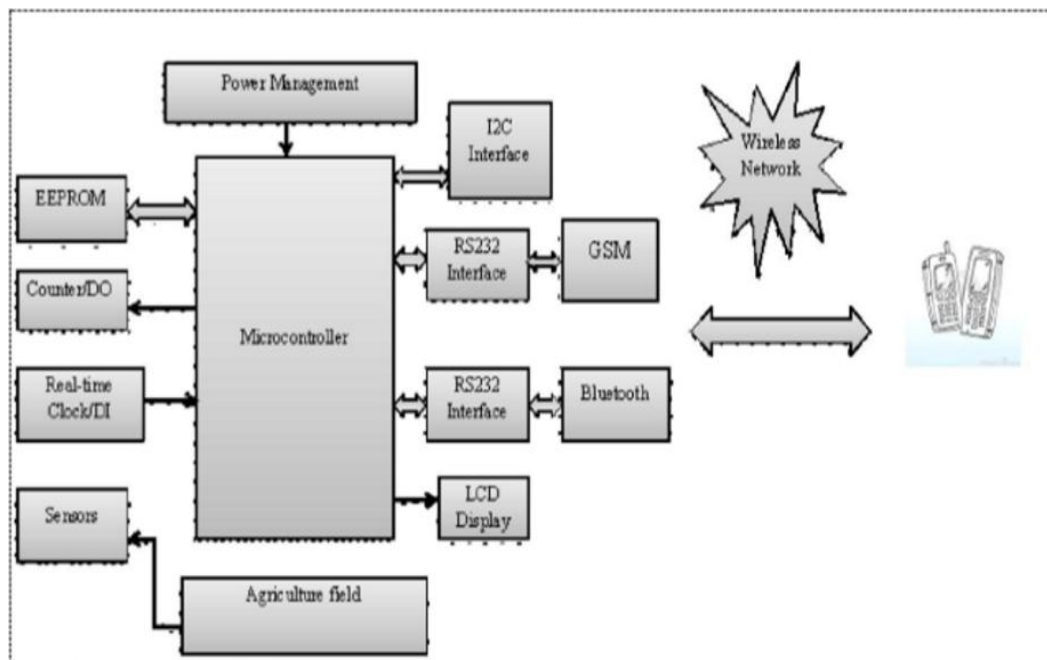 Power Management
I2C
Interface
Wireless
Network
EEPROM
RS232
Interface
GSM
Counter/DO
Microcontroller
Real-time
Clock/DI
RS232
Interface
Bluetooth
Sensors
LCD
Display
Agriculture field